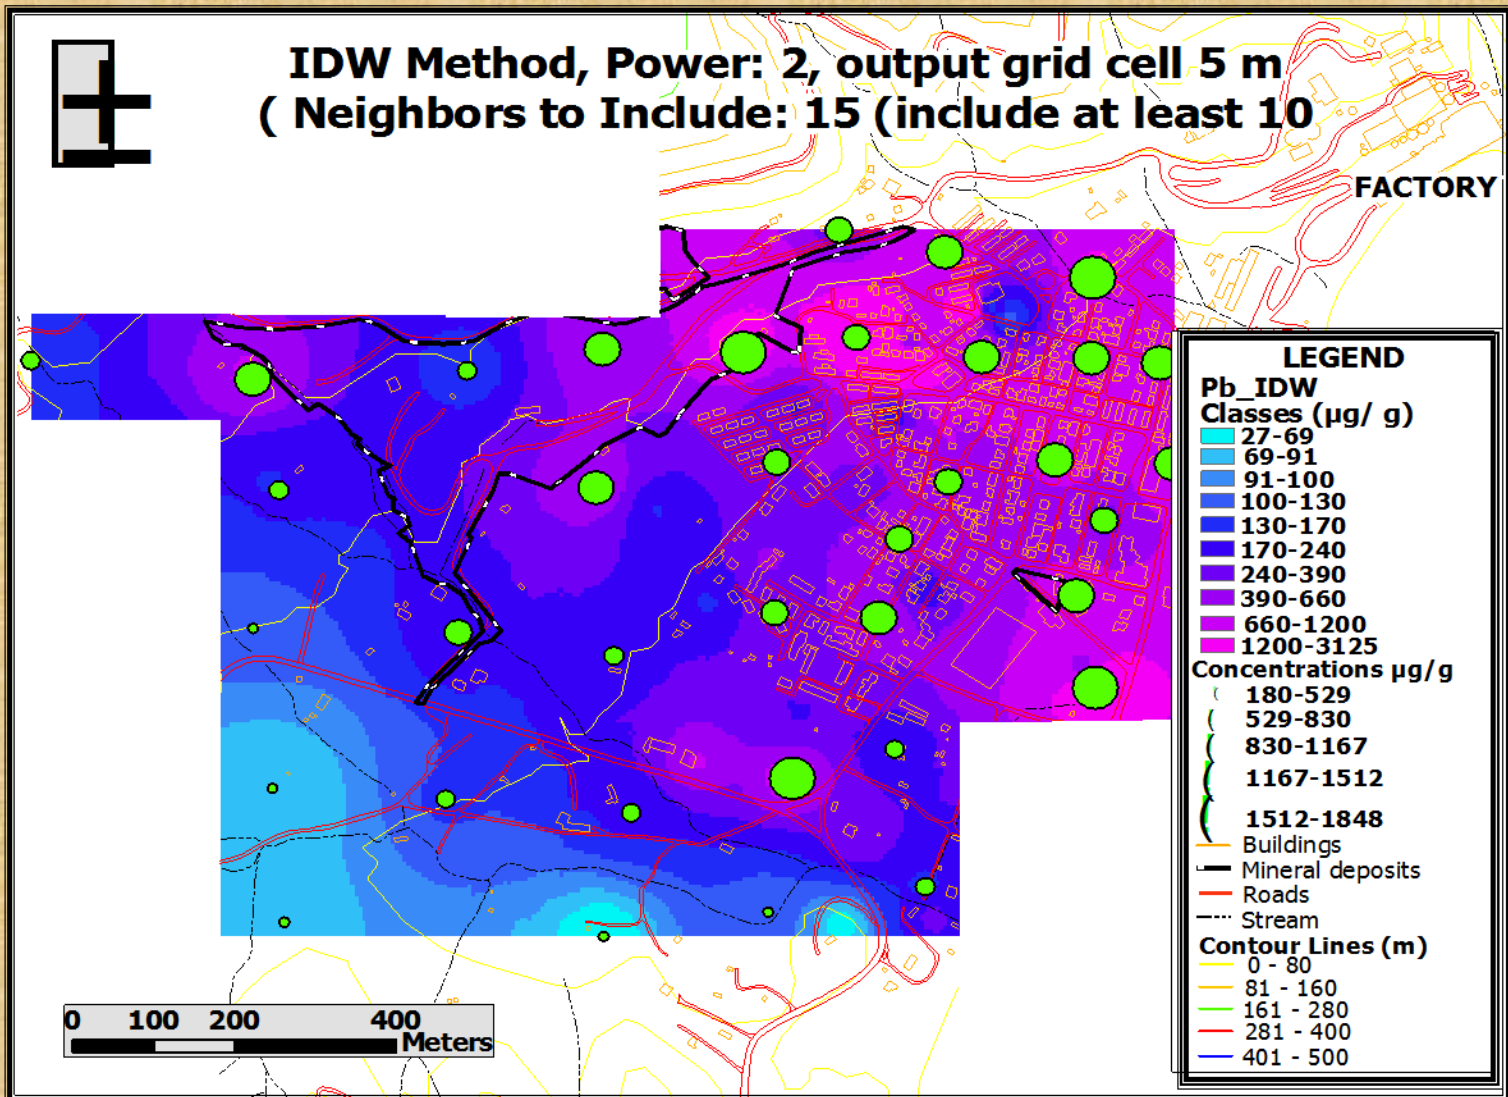 IDW Method, Power: 2, output grid cell 5 m
( Neighbors to Include: 15 (include at least 10
FACTORY
LEGEND
Pb_IDW
Classes (µg/ g)
27-69
69-91
91-100
100-130
130-170
170-240
240-390
390-660
660-1200
1200-3125
Concentrations µg/g
180-529
529-830
830-1167
1167-1512
1512-1848
Buildings
Mineral deposits
Roads
Stream
Contour Lines (m)
0 - 80
81 - 160
161 - 280
281 - 400
401 - 500
0 100 200 400
Meters